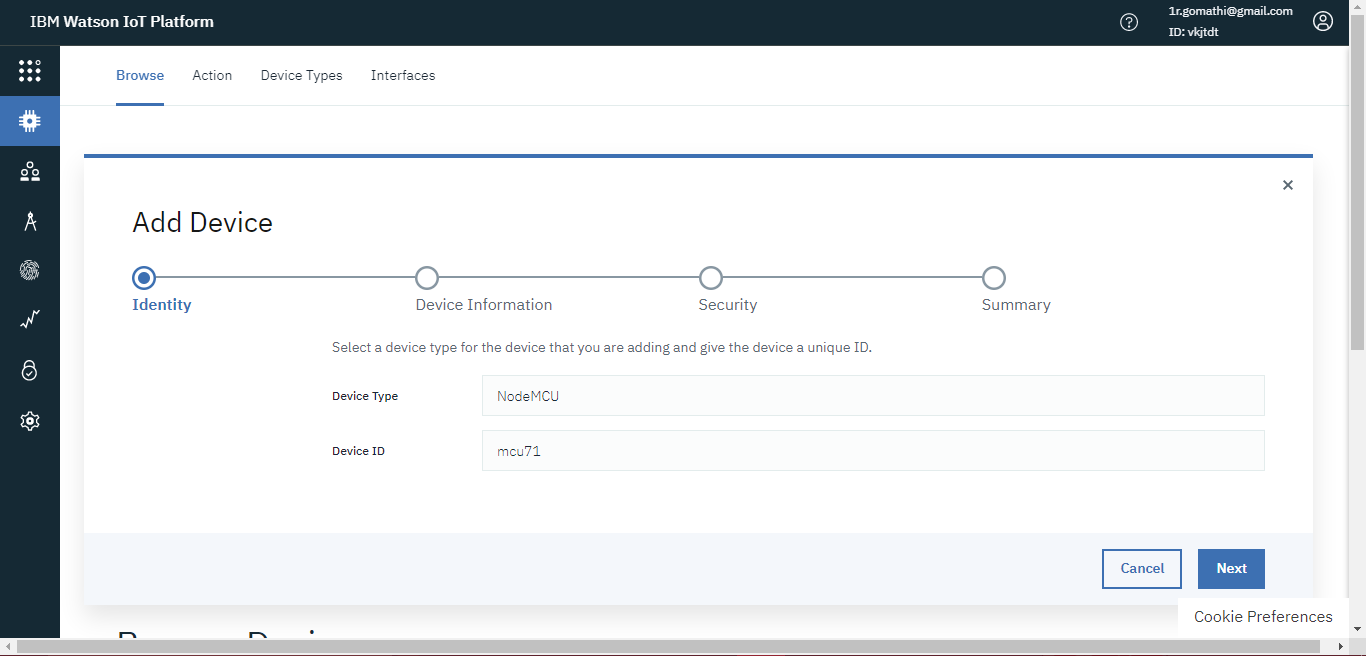 IBM Watson IoT Platform
?
1r.gomathi@gmail.com
ID: vkjtdt
Browse Action Device Types Interfaces
Add Device
Identity Device Information Security Summary
Select a device type for the device that you are adding and give the device a unique ID.
Device Type NodeMCU
Device ID mcu71
Cancel Next
Cookie Preferences